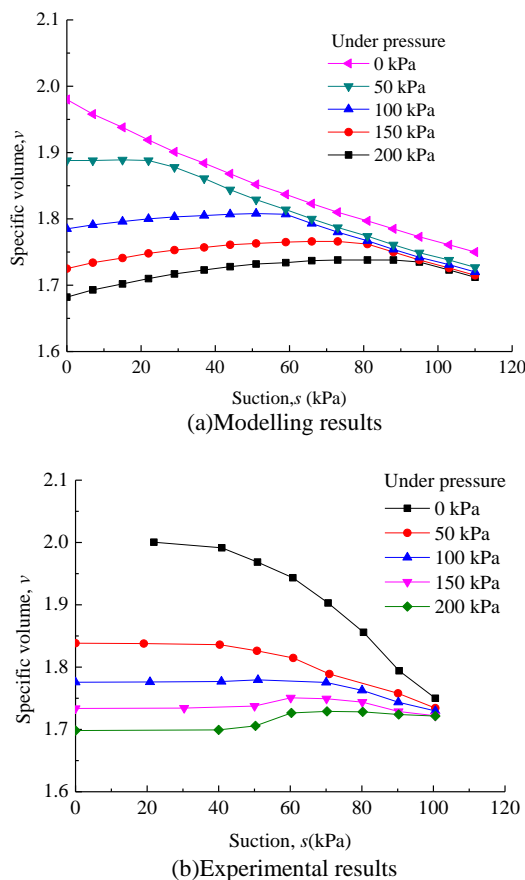 2.1
2.0
1.9
1.8
1.7
1.6
Specific volume,v
Under pressure
0 kPa
50 kPa
100 kPa
150 kPa
200 kPa
0 20 40 60 80 100 120
Suction,s (kPa)
(a)Modelling results
2.1
2.0
1.9
1.8
1.7
1.6
Specific volume, v
Under pressure
0 kPa
50 kPa
100 kPa
150 kPa
200 kPa
0 20 40 60 80 100 120
Suction, s(kPa)
(b)Experimental results